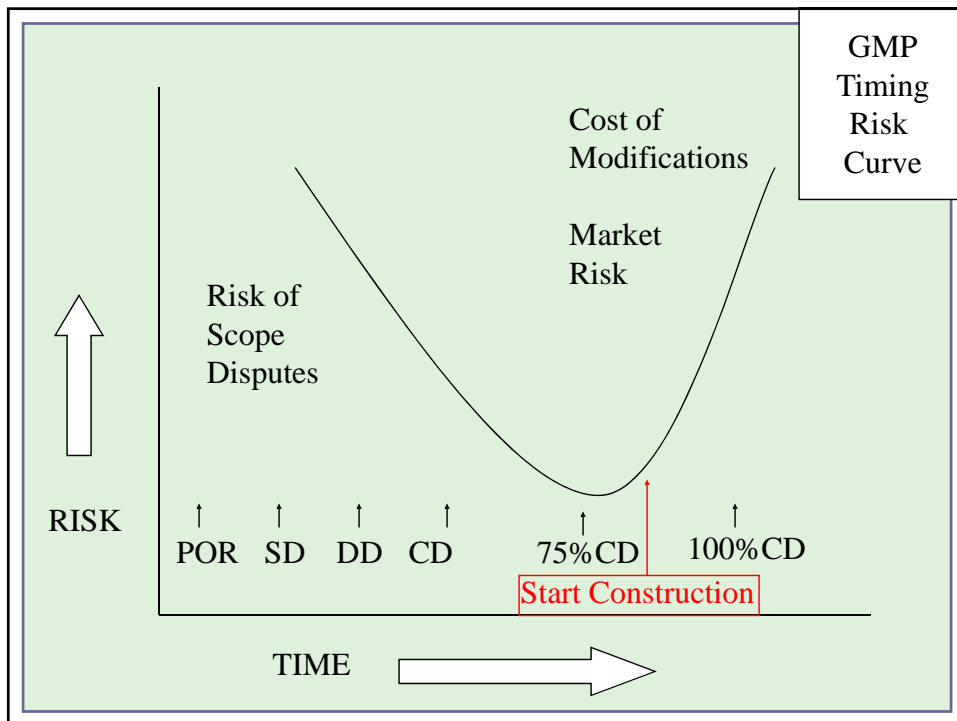 GMP
Timing
Risk
Curve
Cost of
Modifications
Market
Risk
Risk of
Scope
Disputes
RISK
POR SD DD CD 75%CD 100%CD
Start Construction
TIME